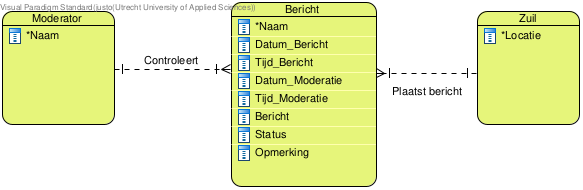 Visual Paradigm Standard(justo(Utrecht University of Applied Sciences))
Moderator
*Naam
Controleert
Bericht
*Naam
Datum_Bericht
Tijd_Bericht
Datum_Moderatie
Tijd_Moderatie
Bericht
Status
Opmerking
Plaatst bericht
Zuil
*Locatie